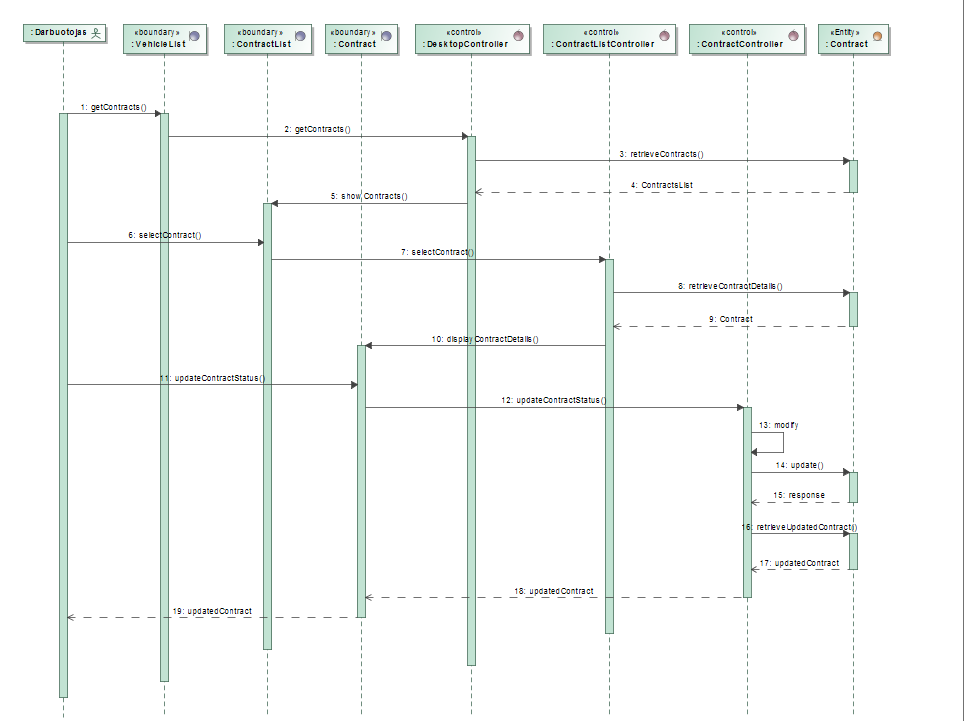 : Darbuotojas
«boundary»
: VehicleList
«boundary»
: ContractList
«boundary»
: Contract
«control»
: DesktopController
«control»
: ContractListController
«control»
: ContractController
«Entity»
: Contract
1: getContracts()
2: getContracts()
3: retrieveContracts()
4: ContractsList
5: show Contracts()
6: selectContract()
7: selectContract()
8: retrieveContractDetails()
9: Contract
10: displayContractDetails()
11: updateContractStatus()
12: updateContractStatus()
13: modify
14: update()
15: response
16: retrieveUpdatedContract()
17: updatedContract
18: updatedContract
19: updatedContract